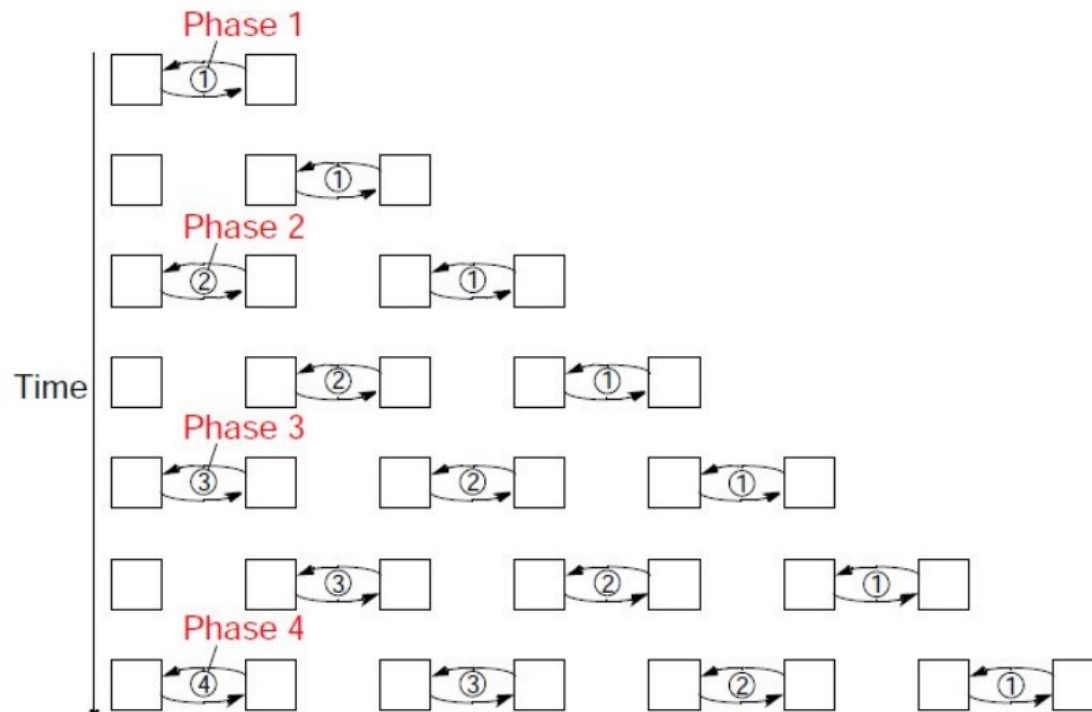 Phase 1
①
①
Phase 2
② ①
Time
② ①
Phase 3
③ ② ①
③ ② ①
Phase 4
④ ③ ② ①